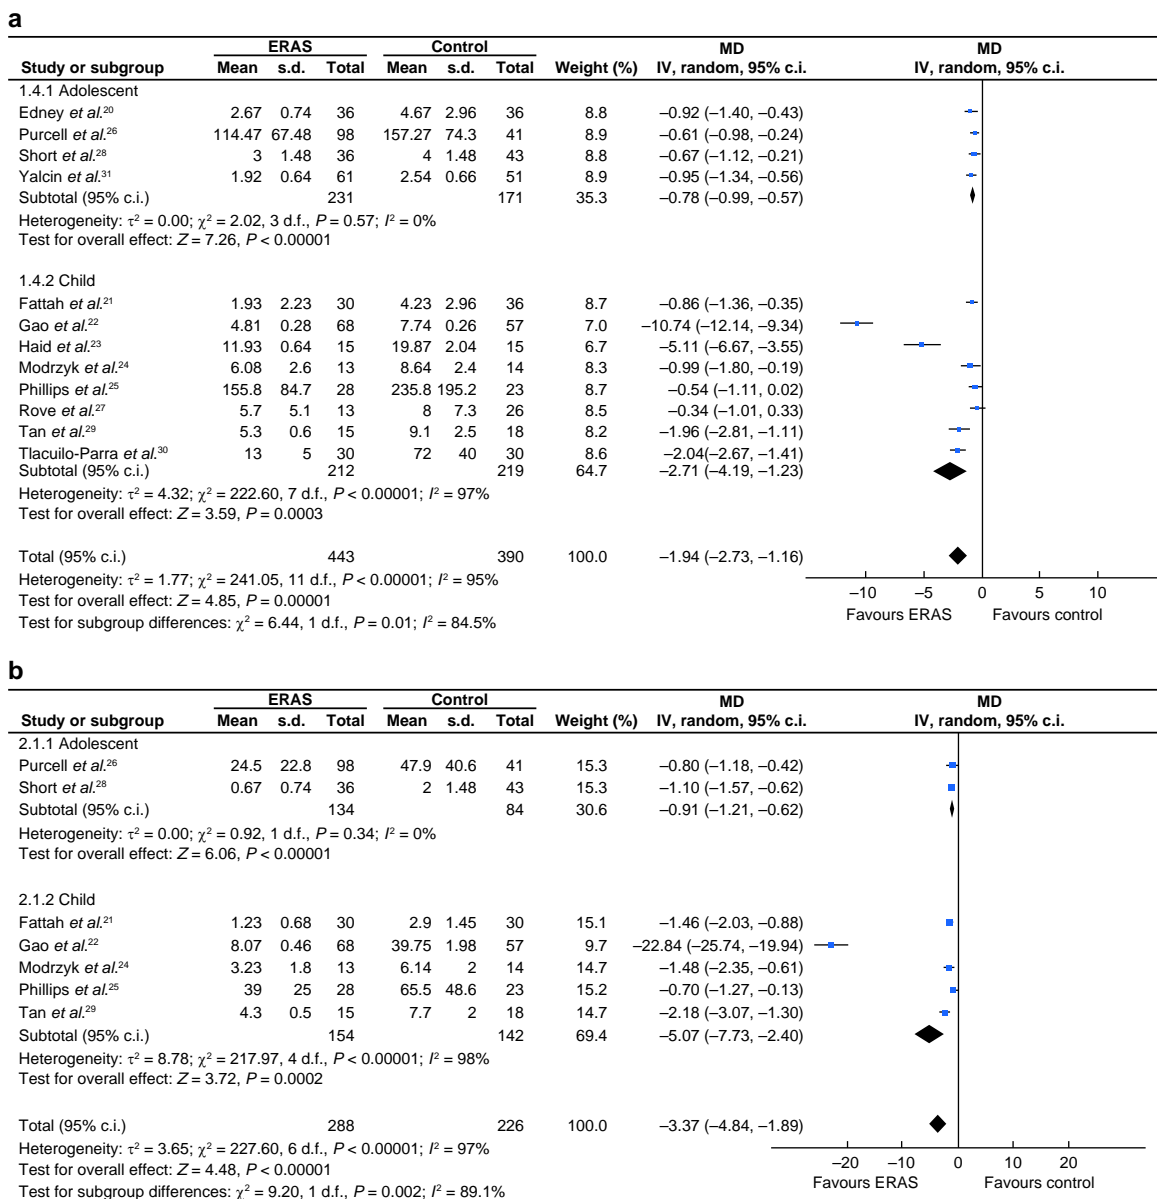 a
ERAS Control MD MD
Study or subgroup Mean s.d. Total Mean s.d. Total Weight (%) IV, random, 95% c.i. IV, random, 95% c.i.
1.4.1 Adolescent
Edney et al.20 2.67 0.74 36 4.67 2.96 36 8.8 –0.92 (–1.40, –0.43)
Purcell et al.26 114.47 67.48 98 157.27 74.3 41 8.9 –0.61 (–0.98, –0.24)
Short et al.28 3 1.48 36 4 1.48 43 8.8 –0.67 (–1.12, –0.21)
Yalcin et al.31 1.92 0.64 61 2.54 0.66 51 8.9 –0.95 (–1.34, –0.56)
Subtotal (95% c.i.) 231 171 35.3 –0.78 (–0.99, –0.57)
Heterogeneity: τ2 = 0.00; χ2 = 2.02, 3 d.f., P = 0.57; I2 = 0%
Test for overall effect: Z = 7.26, P < 0.00001
1.4.2 Child
Fattah et al.21 1.93 2.23 30 4.23 2.96 36 8.7 –0.86 (–1.36, –0.35)
Gao et al.22 4.81 0.28 68 7.74 0.26 57 7.0 –10.74 (–12.14, –9.34)
Haid et al.23 11.93 0.64 15 19.87 2.04 15 6.7 –5.11 (–6.67, –3.55)
Modrzyk et al.24 6.08 2.6 13 8.64 2.4 14 8.3 –0.99 (–1.80, –0.19)
Phillips et al.25 155.8 84.7 28 235.8 195.2 23 8.7 –0.54 (–1.11, 0.02)
Rove et al.27 5.7 5.1 13 8 7.3 26 8.5 –0.34 (–1.01, 0.33)
Tan et al.29 5.3 0.6 15 9.1 2.5 18 8.2 –1.96 (–2.81, –1.11)
Tlacuilo-Parra et al.30 13 5 30 72 40 30 8.6 –2.04(–2.67, –1.41)
Subtotal (95% c.i.) 212 219 64.7 –2.71 (–4.19, –1.23)
Heterogeneity: τ2 = 4.32; χ2 = 222.60, 7 d.f., P < 0.00001; I2 = 97%
Test for overall effect: Z = 3.59, P = 0.0003
Total (95% c.i.) 443 390 100.0 –1.94 (–2.73, –1.16)
Heterogeneity: τ2 = 1.77; χ2 = 241.05, 11 d.f., P < 0.00001; I2 = 95%
Test for overall effect: Z = 4.85, P = 0.00001
Test for subgroup differences: χ2 = 6.44, 1 d.f., P = 0.01; I2 = 84.5%
–10 –5 0 5 10
Favours ERAS Favours control
b
ERAS Control MD MD
Study or subgroup Mean s.d. Total Mean s.d. Total Weight (%) IV, random, 95% c.i. IV, random, 95% c.i.
2.1.1 Adolescent
Purcell et al.26 24.5 22.8 98 47.9 40.6 41 15.3 –0.80 (–1.18, –0.42)
Short et al.28 0.67 0.74 36 2 1.48 43 15.3 –1.10 (–1.57, –0.62)
Subtotal (95% c.i.) 134 84 30.6 –0.91 (–1.21, –0.62)
Heterogeneity: τ2 = 0.00; χ2 = 0.92, 1 d.f., P = 0.34; I2 = 0%
Test for overall effect: Z = 6.06, P < 0.00001
2.1.2 Child
Fattah et al.21 1.23 0.68 30 2.9 1.45 30 15.1 –1.46 (–2.03, –0.88)
Gao et al.22 8.07 0.46 68 39.75 1.98 57 9.7 –22.84 (–25.74, –19.94)
Modrzyk et al.24 3.23 1.8 13 6.14 2 14 14.7 –1.48 (–2.35, –0.61)
Phillips et al.25 39 25 28 65.5 48.6 23 15.2 –0.70 (–1.27, –0.13)
Tan et al.29 4.3 0.5 15 7.7 2 18 14.7 –2.18 (–3.07, –1.30)
Subtotal (95% c.i.) 154 142 69.4 –5.07 (–7.73, –2.40)
Heterogeneity: τ2 = 8.78; χ2 = 217.97, 4 d.f., P < 0.00001; I2 = 98%
Test for overall effect: Z = 3.72, P = 0.0002
Total (95% c.i.) 288 226 100.0 –3.37 (–4.84, –1.89)
Heterogeneity: τ2 = 3.65; χ2 = 227.60, 6 d.f., P < 0.00001; I2 = 97%
Test for overall effect: Z = 4.48, P < 0.00001
Test for subgroup differences: χ2 = 9.20, 1 d.f., P = 0.002; I2 = 89.1%
–20 –10 0 10 20
Favours ERAS Favours control